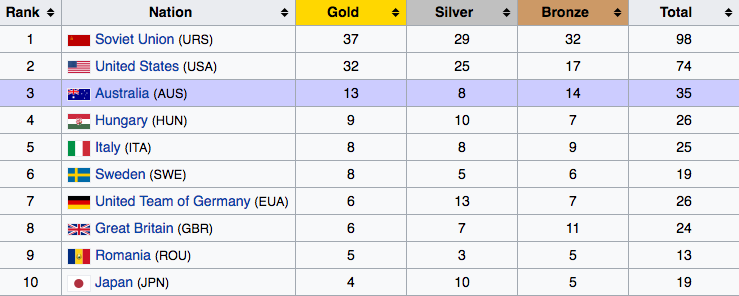 Rank Nation Gold Silver Bronze Total
1 Soviet Union (URS) 37 29 32 98
2 United States (USA) 32 25 17 74
3 Australia (AUS) 13 8 14 35
4 Hungary (HUN) 9 10 7 26
5 Italy (ITA) 8 8 9 25
6 Sweden (SWE) 8 5 6 19
7 United Team of Germany (EUA) 6 13 7 26
8 Great Britain (GBR) 6 7 11 24
9 Romania (ROU) 5 3 5 13
10 Japan (JPN) 4 10 5 19